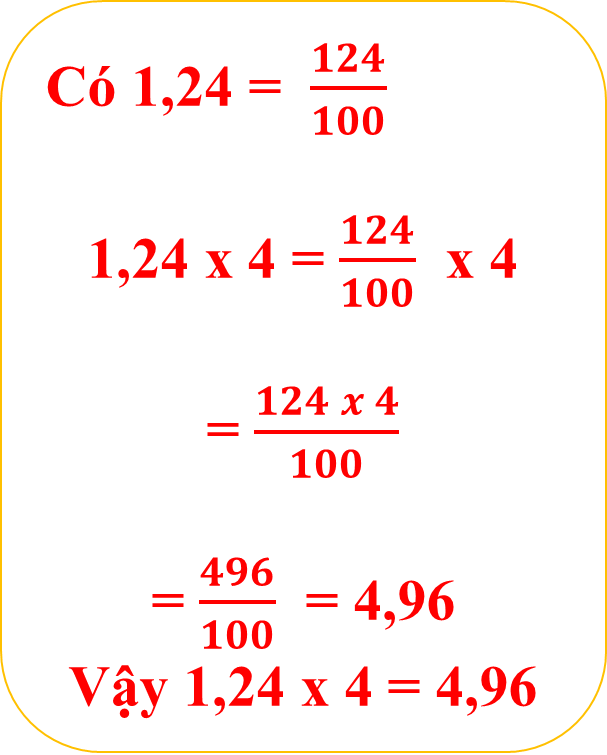 Có 1,24 = 124/100
1,24 x 4 = 124/100 x 4
= 124 x 4/100
= 496/100 = 4,96
Vậy 1,24 x 4 = 4,96